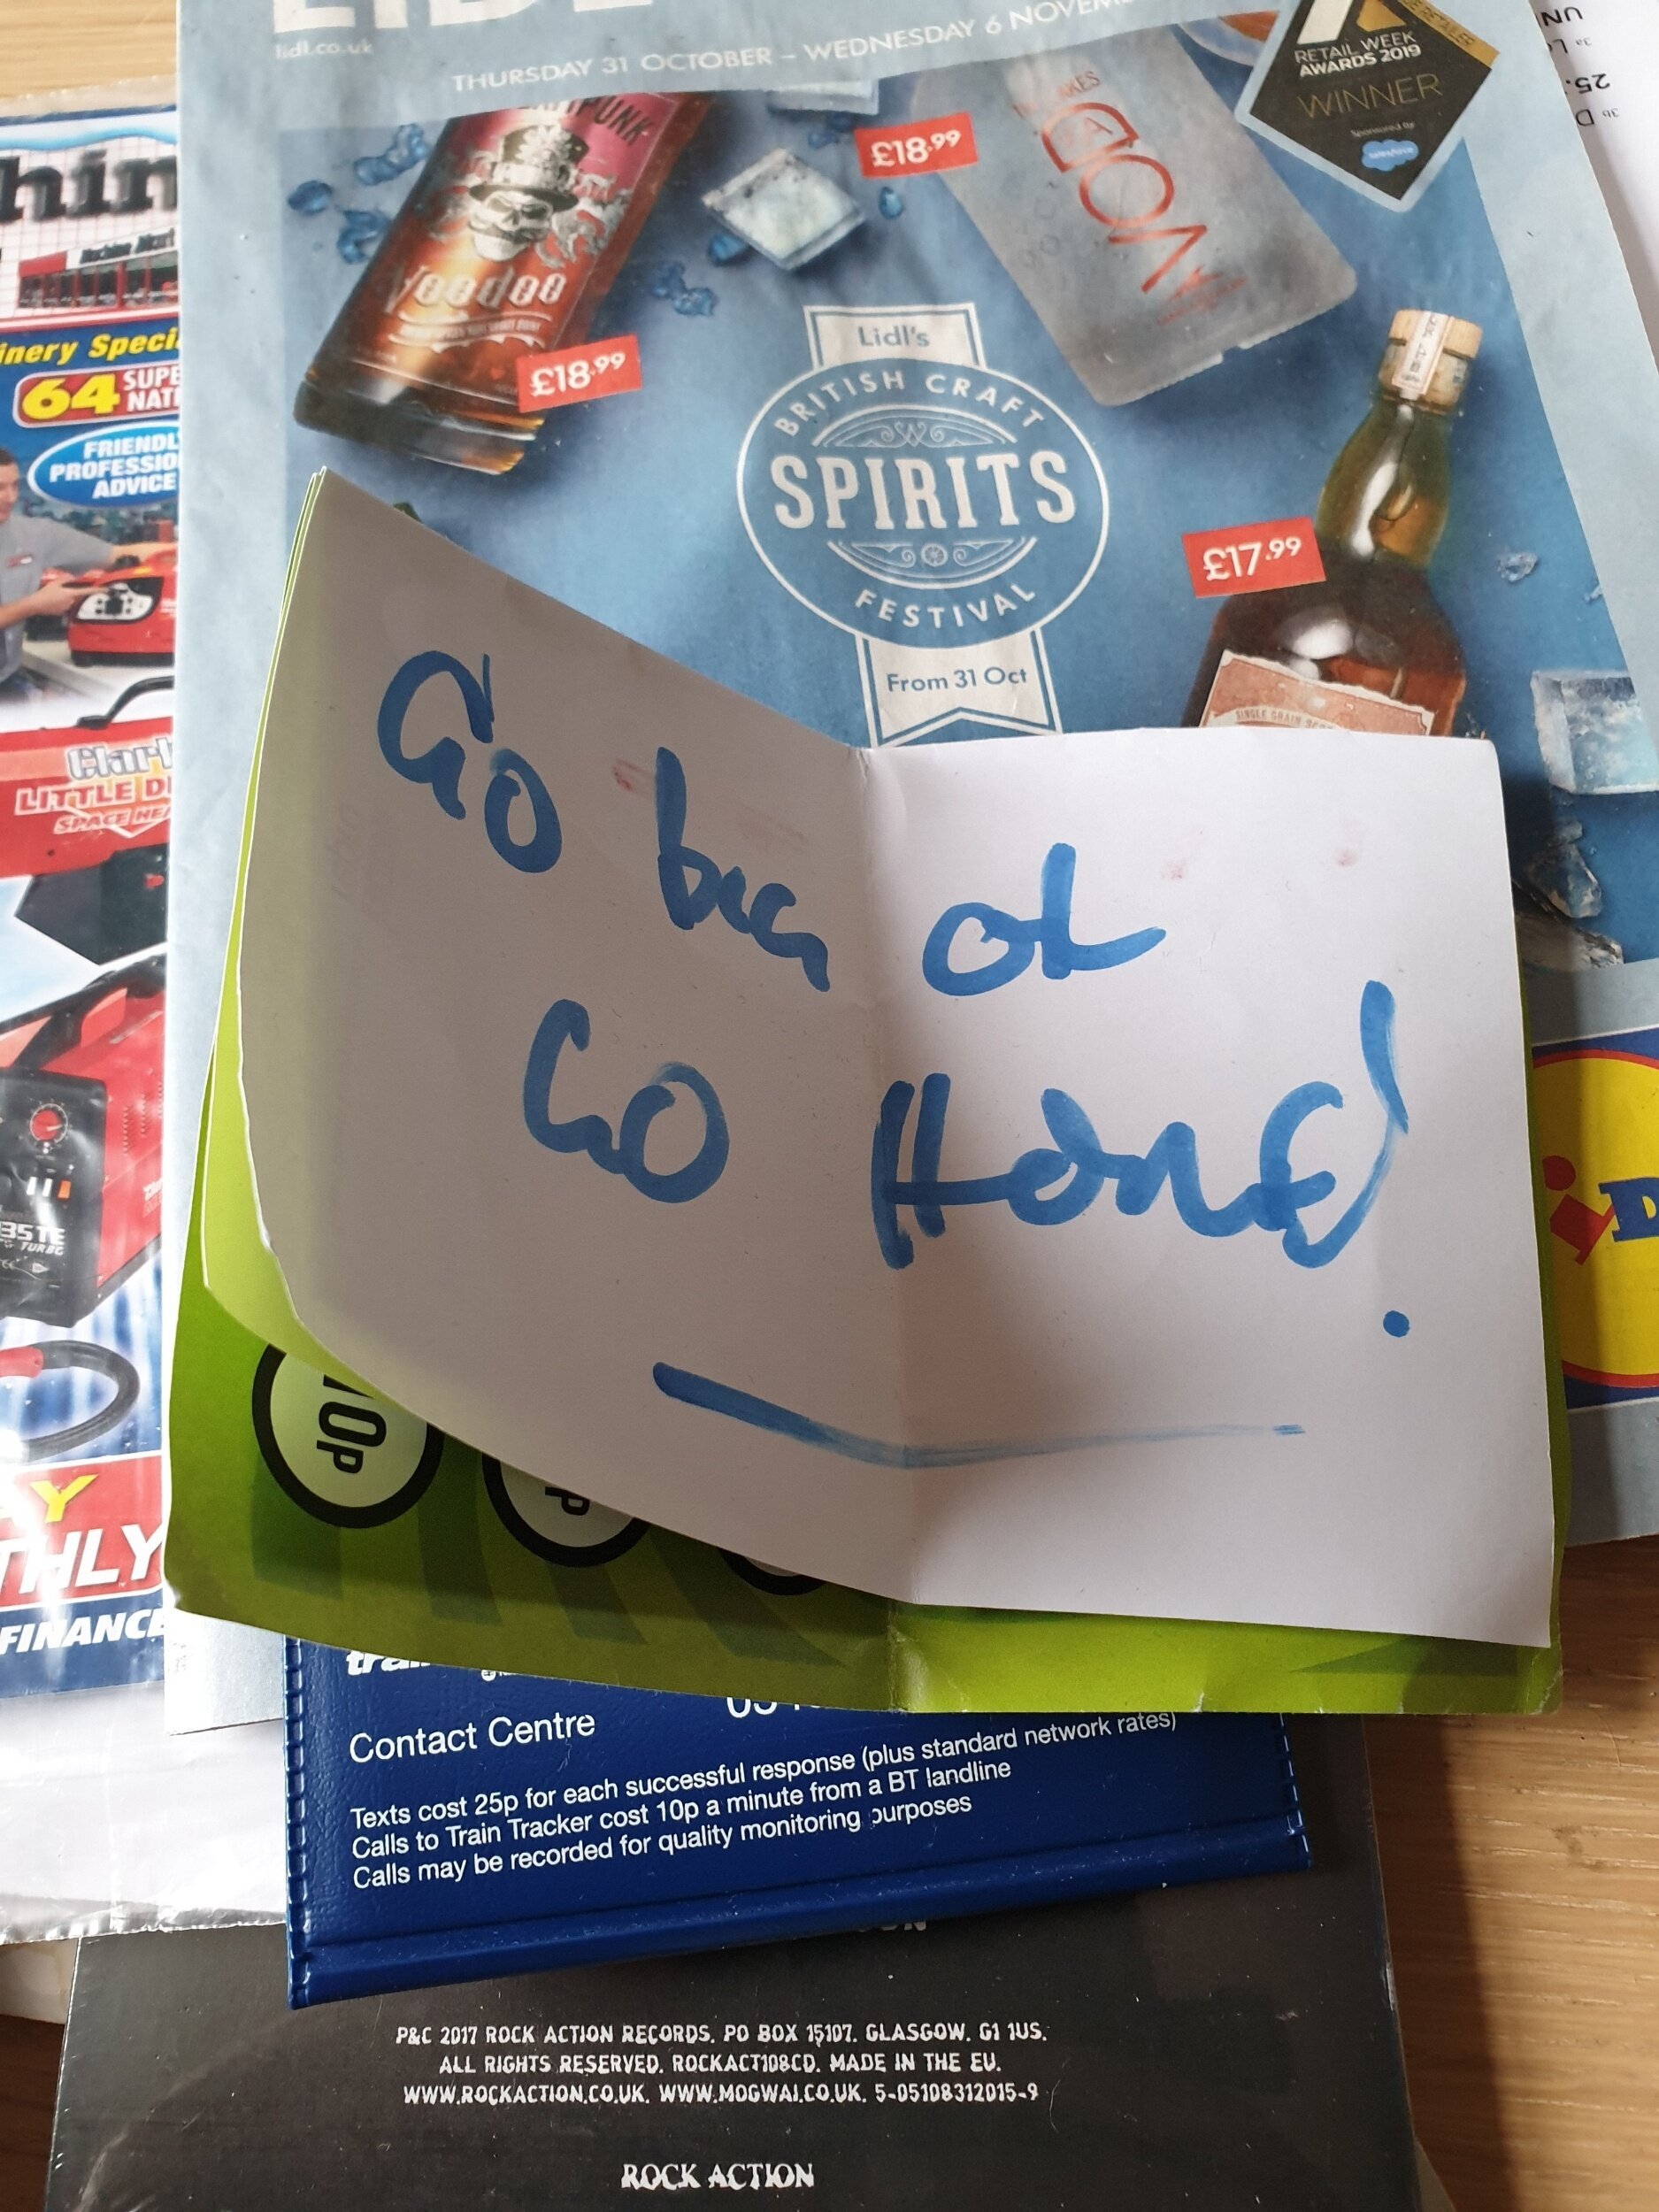 lidl.co.uk
THURSDAY 31 OCTOBER – WEDNESDAY 6
RETAIL WEEK
AWARDS 2019
WINNER
Sponsored by
£18.99
Voodoo
£18.99
Lidl's
BRITISH CRAFT
SPIRITS
FESTIVAL
From 31 Oct
£17.99
64
ADVICE
Go big or
Go Home!
10p
35TE
TURBO
FINANCE
Contact Centre
Texts cost 25p for each successful response (plus standard network rates)
Calls to Train Tracker cost 10p a minute from a BT landline
Calls may be recorded for quality monitoring purposes
P&C 2017 ROCK ACTION RECORDS. PO BOX 15107. GLASGOW. G1 1US.
ALL RIGHTS RESERVED. ROCKACT108CD. MADE IN THE EU.
WWW.ROCKACTION.CO.UK. WWW.MOGWAI.CO.UK. 5-05108312015-9
ROCK ACTION